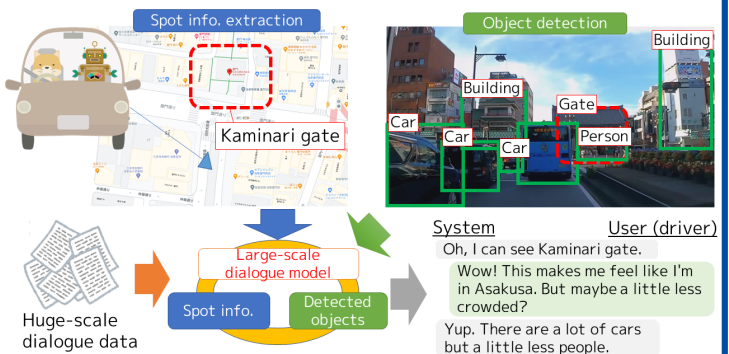 Spot info. extraction
Kaminari gate
Object detection
Building
Building
Gate
Car
Car
Car
Person
Huge-scale
dialogue data
Large-scale
dialogue model
Spot info.
Detected
objects
System
User (driver)
Oh, I can see Kaminari gate.
Wow! This makes me feel like I'm
in Asakusa. But maybe a little less
crowded?
Yup. There are a lot of cars
but a little less people.